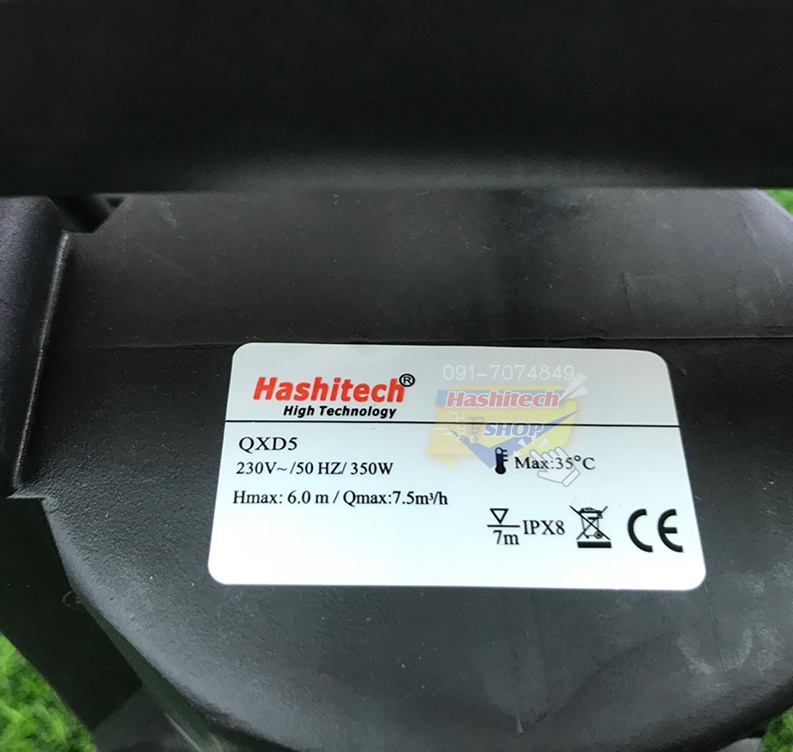 Hashitech®
High Technology
091-7074849
Hashitech
SHOP
QXD5
230V~ /50 HZ/ 350W
Max:35°C
Hmax: 6.0 m / Qmax:7.5m³/h
7m IPX8 CE